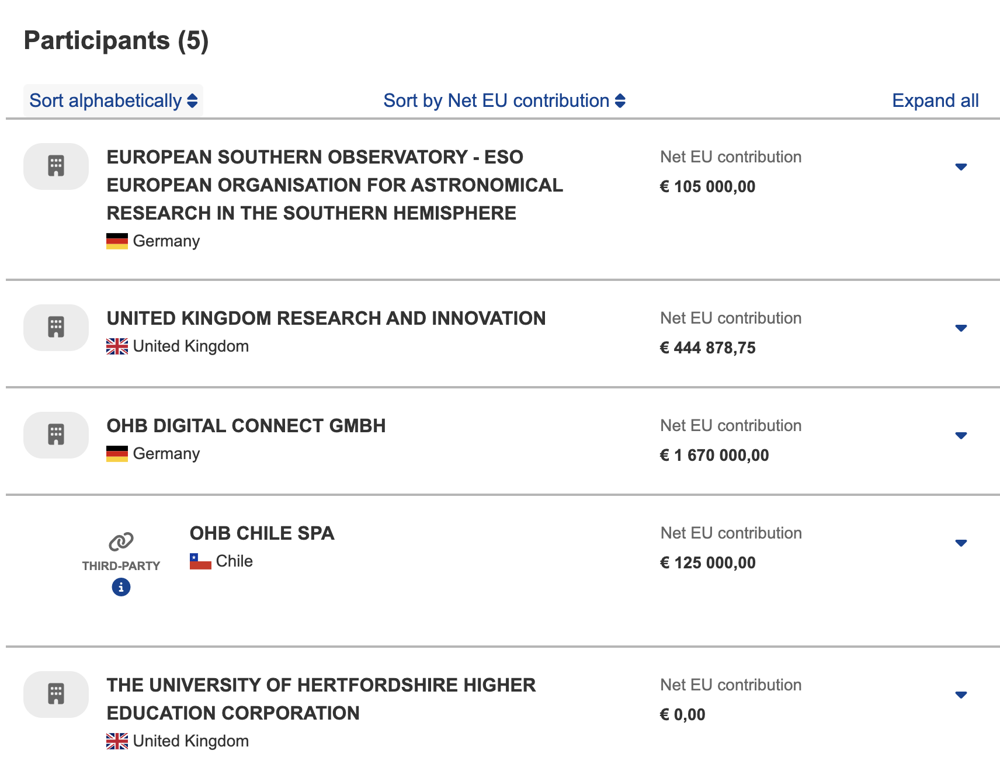 Participants (5)
Sort alphabetically
Sort by Net EU contribution
Expand all
EUROPEAN SOUTHERN OBSERVATORY - ESO
EUROPEAN ORGANISATION FOR ASTRONOMICAL
RESEARCH IN THE SOUTHERN HEMISPHERE
Germany
Net EU contribution
€ 105 000,00
UNITED KINGDOM RESEARCH AND INNOVATION
United Kingdom
Net EU contribution
€ 444 878,75
OHB DIGITAL CONNECT GMBH
Germany
Net EU contribution
€ 1 670 000,00
THIRD-PARTY
OHB CHILE SPA
Chile
Net EU contribution
€ 125 000,00
THE UNIVERSITY OF HERTFORDSHIRE HIGHER
EDUCATION CORPORATION
United Kingdom
Net EU contribution
€ 0,00